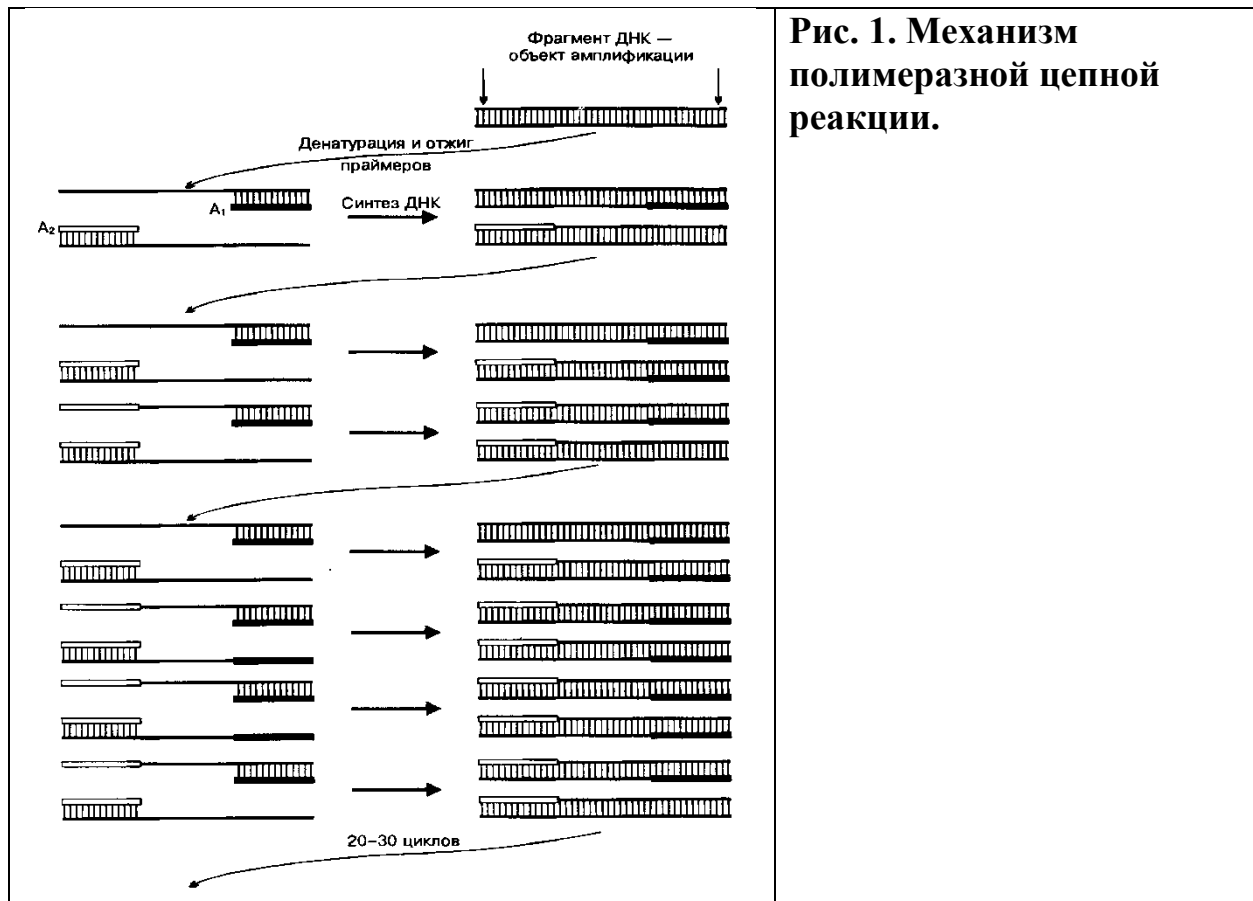 Фрагмент ДНК —
объект амплификации
Денатурация и отжиг
праймеров
A₁
Синтез ДНК
A₂
20–30 циклов
Рис. 1. Механизм
полимеразной цепной
реакции.